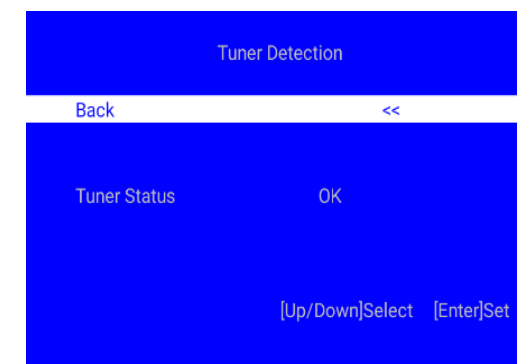 Tuner Detection
Back <<
Tuner Status OK
[Up/Down]Select [Enter]Set